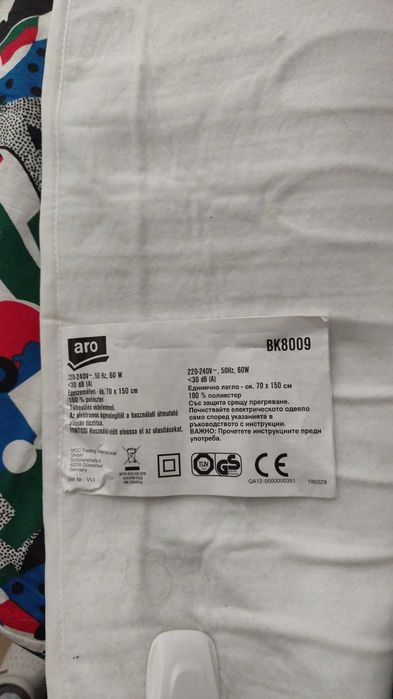 aro
BK8009
220-240V~, 50 Hz, 60 W
<30 dB (A)
Egyszemélyes - kb. 70 x 150 cm
100 % poliészter
Túlhevülés védelemmel.
Az elektromos ágymelegítőt a használati útmutató
alapján tisztítsa.
FONTOS! Használat előtt olvassa el az utasításokat.
220-240V~, 50Hz, 60W
<30 dB (A)
Единично легло - ок. 70 x 150 см
100 % полиестер
Със защита срещу прегряване.
Почиствайте електрическото одеяло
само според указанията в
ръководството с инструкции.
ВАЖНО: Прочетете инструкциите преди
употреба.
MCC Trading International
GmbH
Schlüterstraße 5
40235 Düsseldorf
Germany
TÜV GS CE
QA12-0000000351
190329